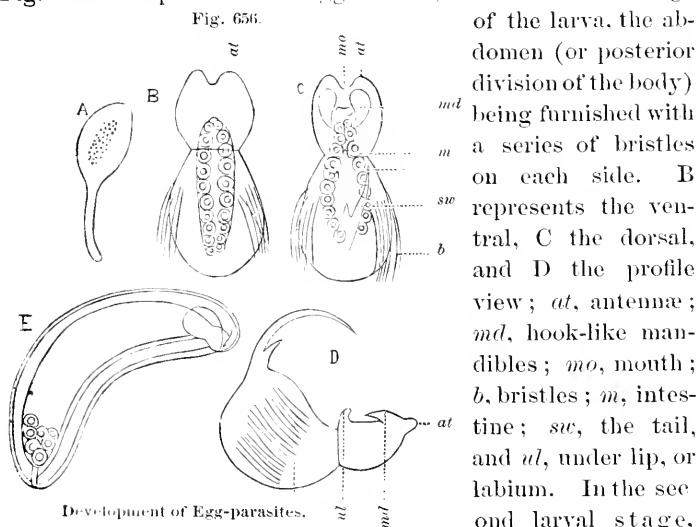 Fig. 656.
at
mo
at
A
B
C
md
m
sw
b
E
D
at
ul
md
Development of Egg-parasites.
of the larva, the ab-
domen (or posterior
division of the body)
being furnished with
a series of bristles
on each side. B
represents the ven-
tral, C the dorsal,
and D the profile
view; at, antennæ;
md, hook-like man-
dibles; mo, mouth;
b, bristles; m, intes-
tine; sw, the tail,
and ul, under lip, or
labium. In the sec
ond larval stage,